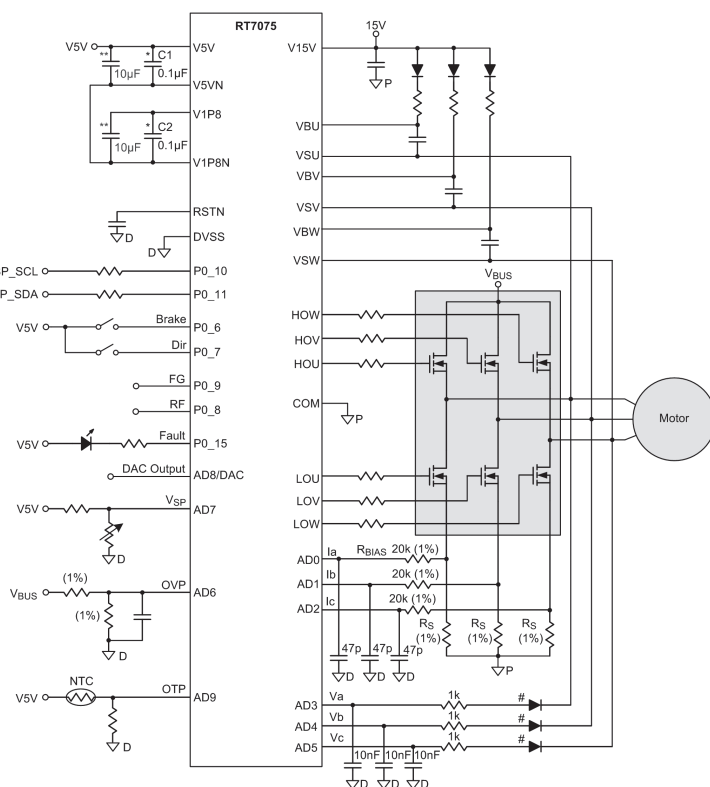 RT7075
V5V
**
10µF
*
C1
0.1µF
V5V
V5VN
**
10µF
*
C2
0.1µF
V1P8
V1P8N
D
RSTN
D
DVSS
P_SCL
P0_10
P_SDA
P0_11
V5V
Brake
P0_6
Dir
P0_7
FG
P0_9
RF
P0_8
V5V
Fault
P0_15
DAC Output
AD8/DAC
V5V
VSP
AD7
D
VBUS
(1%)
(1%)
OVP
AD6
D
V5V
NTC
OTP
AD9
D
15V
V15V
P
VBU
VSU
VBV
VSV
VBW
VSW
VBUS
HOW
HOV
HOU
COM
P
Motor
LOU
LOV
LOW
AD0
Ia
RBIAS
20k (1%)
AD1
Ib
20k (1%)
AD2
Ic
20k (1%)
RS
(1%)
RS
(1%)
RS
(1%)
47p
47p
47p
D
D
D
P
AD3
Va
1k
#
AD4
Vb
1k
#
AD5
Vc
1k
#
10nF
10nF
10nF
D
D
D